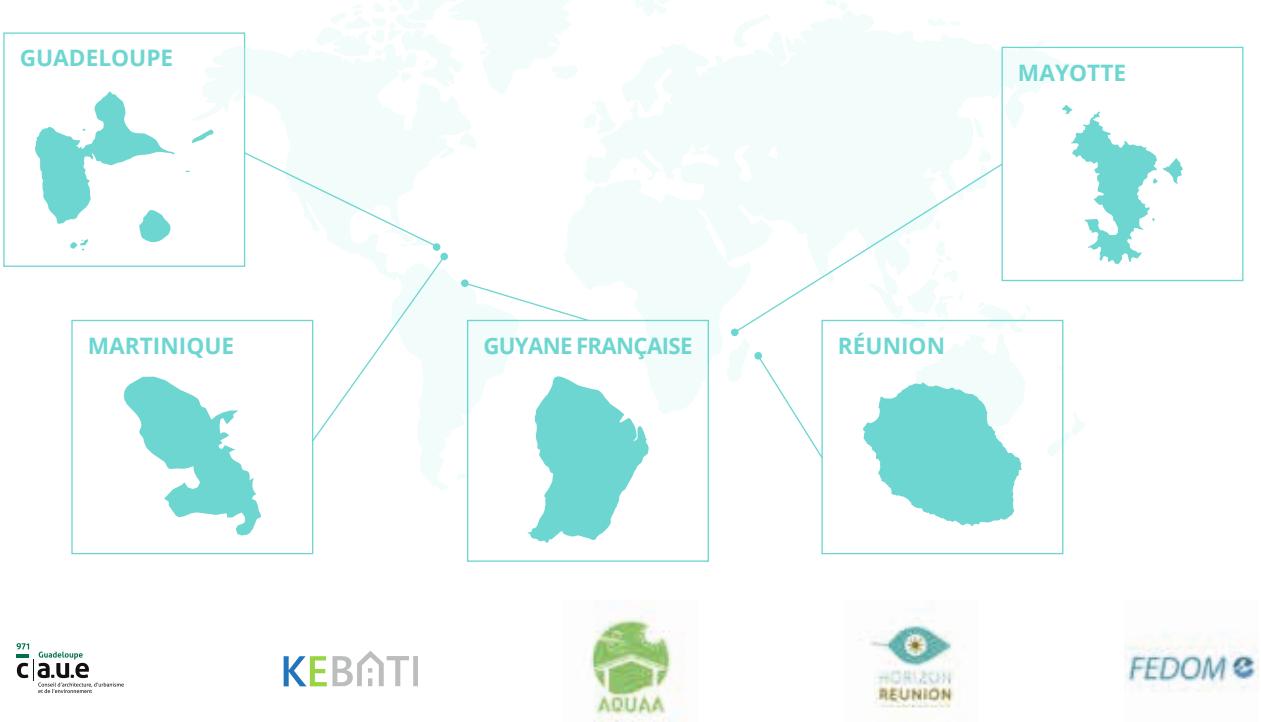 GUADELOUPE
MAYOTTE
MARTINIQUE
GUYANE FRANÇAISE
RÉUNION
971
Guadeloupe
c|a.u.e
Conseil d'architecture, d'urbanisme
et de l'environnement
KEBATI
AQUAA
HORIZON
REUNION
FEDOM e